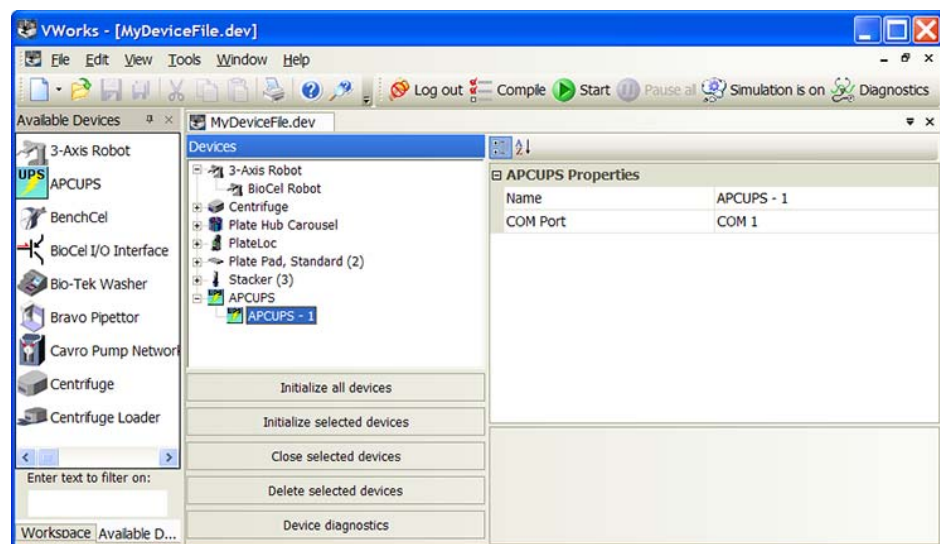 VWorks - [MyDeviceFile.dev]
File Edit View Tools Window Help
Log out Compile Start Pause al Simulation is on Diagnostics
Available Devices
3-Axis Robot
UPS
APCUPS
BenchCel
BioCel I/O Interface
Bio-Tek Washer
Bravo Pipettor
Cavro Pump Network
Centrifuge
Centrifuge Loader
Enter text to filter on:
Workspace Available D...
MyDeviceFile.dev
Devices
3-Axis Robot
BioCel Robot
Centrifuge
Plate Hub Carousel
PlateLoc
Plate Pad, Standard (2)
Stacker (3)
APCUPS
APCUPS - 1
Initialize all devices
Initialize selected devices
Close selected devices
Delete selected devices
Device diagnostics
APCUPS Properties
Name APCUPS - 1
COM Port COM 1